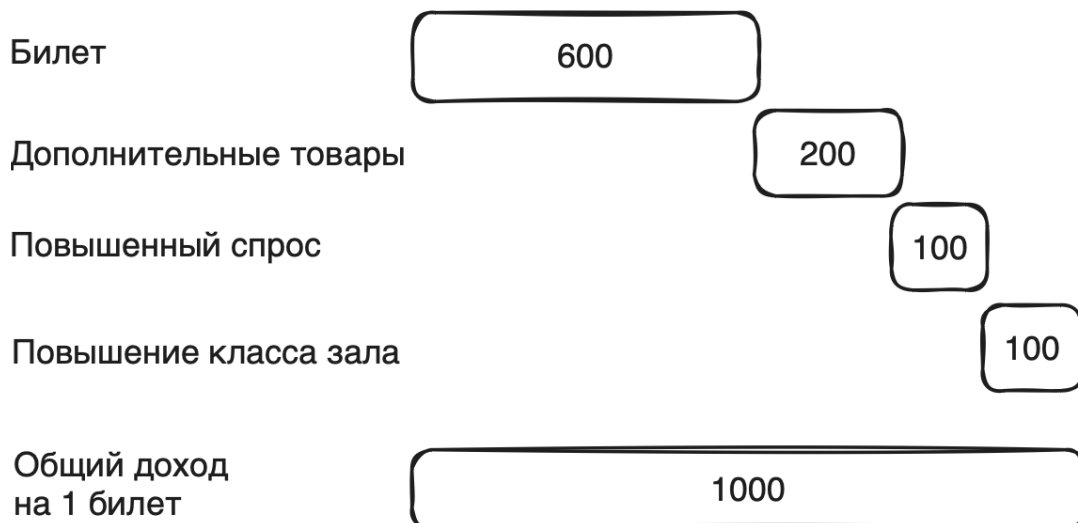 Билет
600
Дополнительные товары
200
Повышенный спрос
100
Повышение класса зала
100
Общий доход
на 1 билет
1000